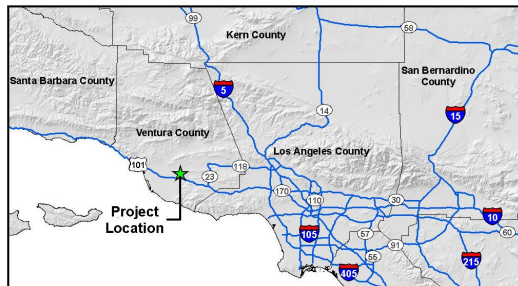 99
Kern County
58
Santa Barbara County
5
San Bernardino
County
14
15
Ventura County
Los Angeles County
101
118
23
170
110
30
Project
Location
10
105
57
91
60
55
405
215